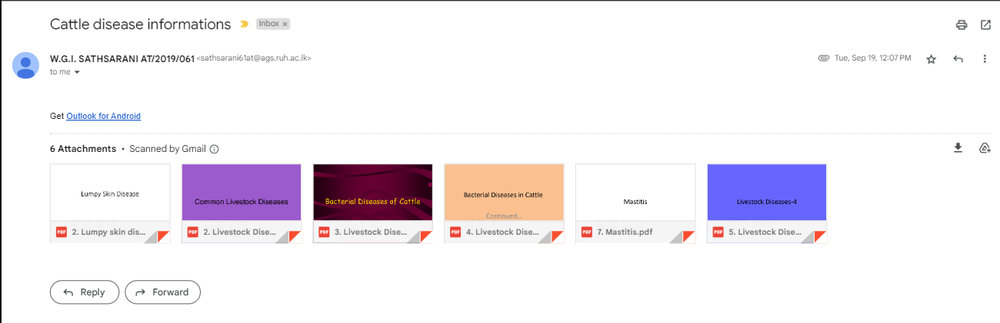 Cattle disease informations Inbox ×
W.G.I. SATHSARANI AT/2019/061 <sathsarani61at@ags.ruh.ac.lk> Tue, Sep 19, 12:07 PM
to me
Get Outlook for Android
6 Attachments • Scanned by Gmail
Lumpy Skin Disease
PDF 2. Lumpy skin dis...
Common Livestock Diseases
PDF 2. Livestock Dise...
Bacterial Diseases of Cattle
PDF 3. Livestock Dise...
Bacterial Diseases in Cattle
Continued...
PDF 4. Livestock Dise...
Mastitis
PDF 7. Mastitis.pdf
Livestock Diseases-4
PDF 5. Livestock Dise...
Reply Forward